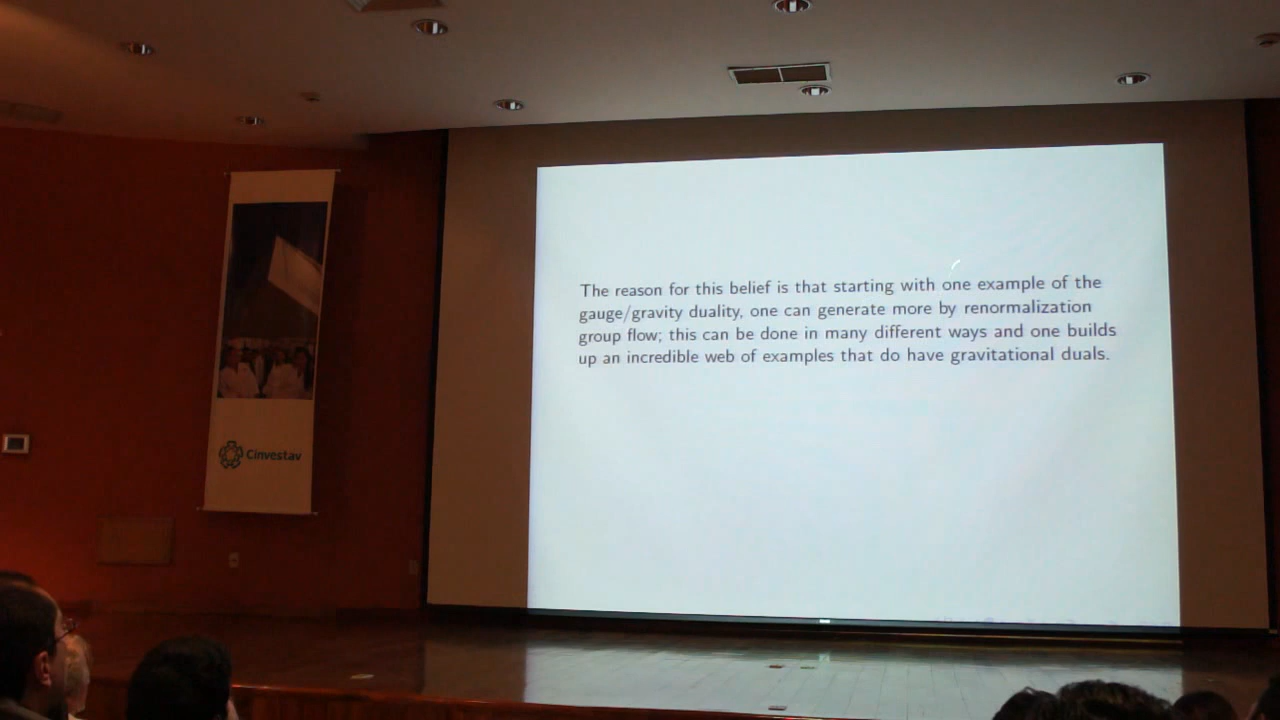 The reason for this belief is that starting with one example of the
gauge/gravity duality, one can generate more by renormalization
group flow; this can be done in many different ways and one builds
up an incredible web of examples that do have gravitational duals.
Cinvestav